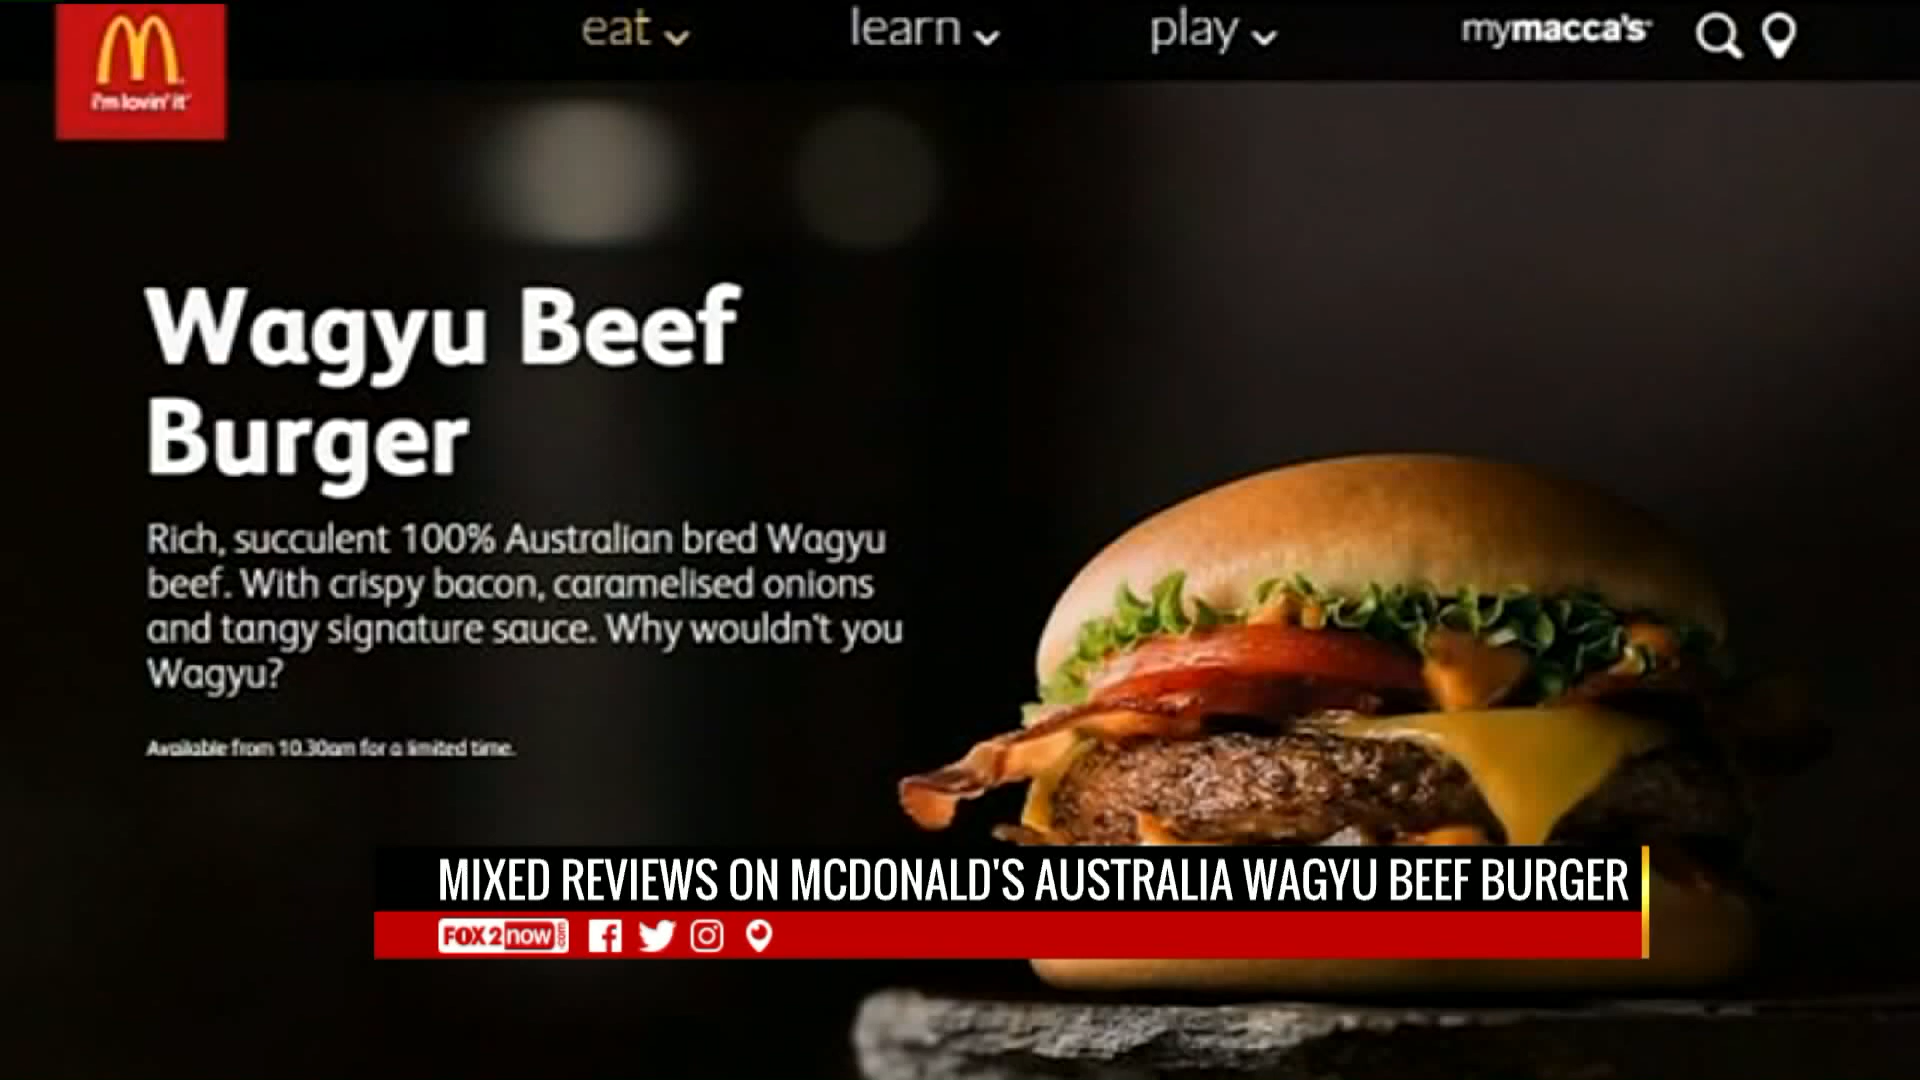 M
i'm lovin' it
eat
learn
play
mymacca's
Wagyu Beef
Burger
Rich, succulent 100% Australian bred Wagyu
beef. With crispy bacon, caramelised onions
and tangy signature sauce. Why wouldn't you
Wagyu?
Available from 10.30am for a limited time.
MIXED REVIEWS ON MCDONALD'S AUSTRALIA WAGYU BEEF BURGER
FOX2now.com